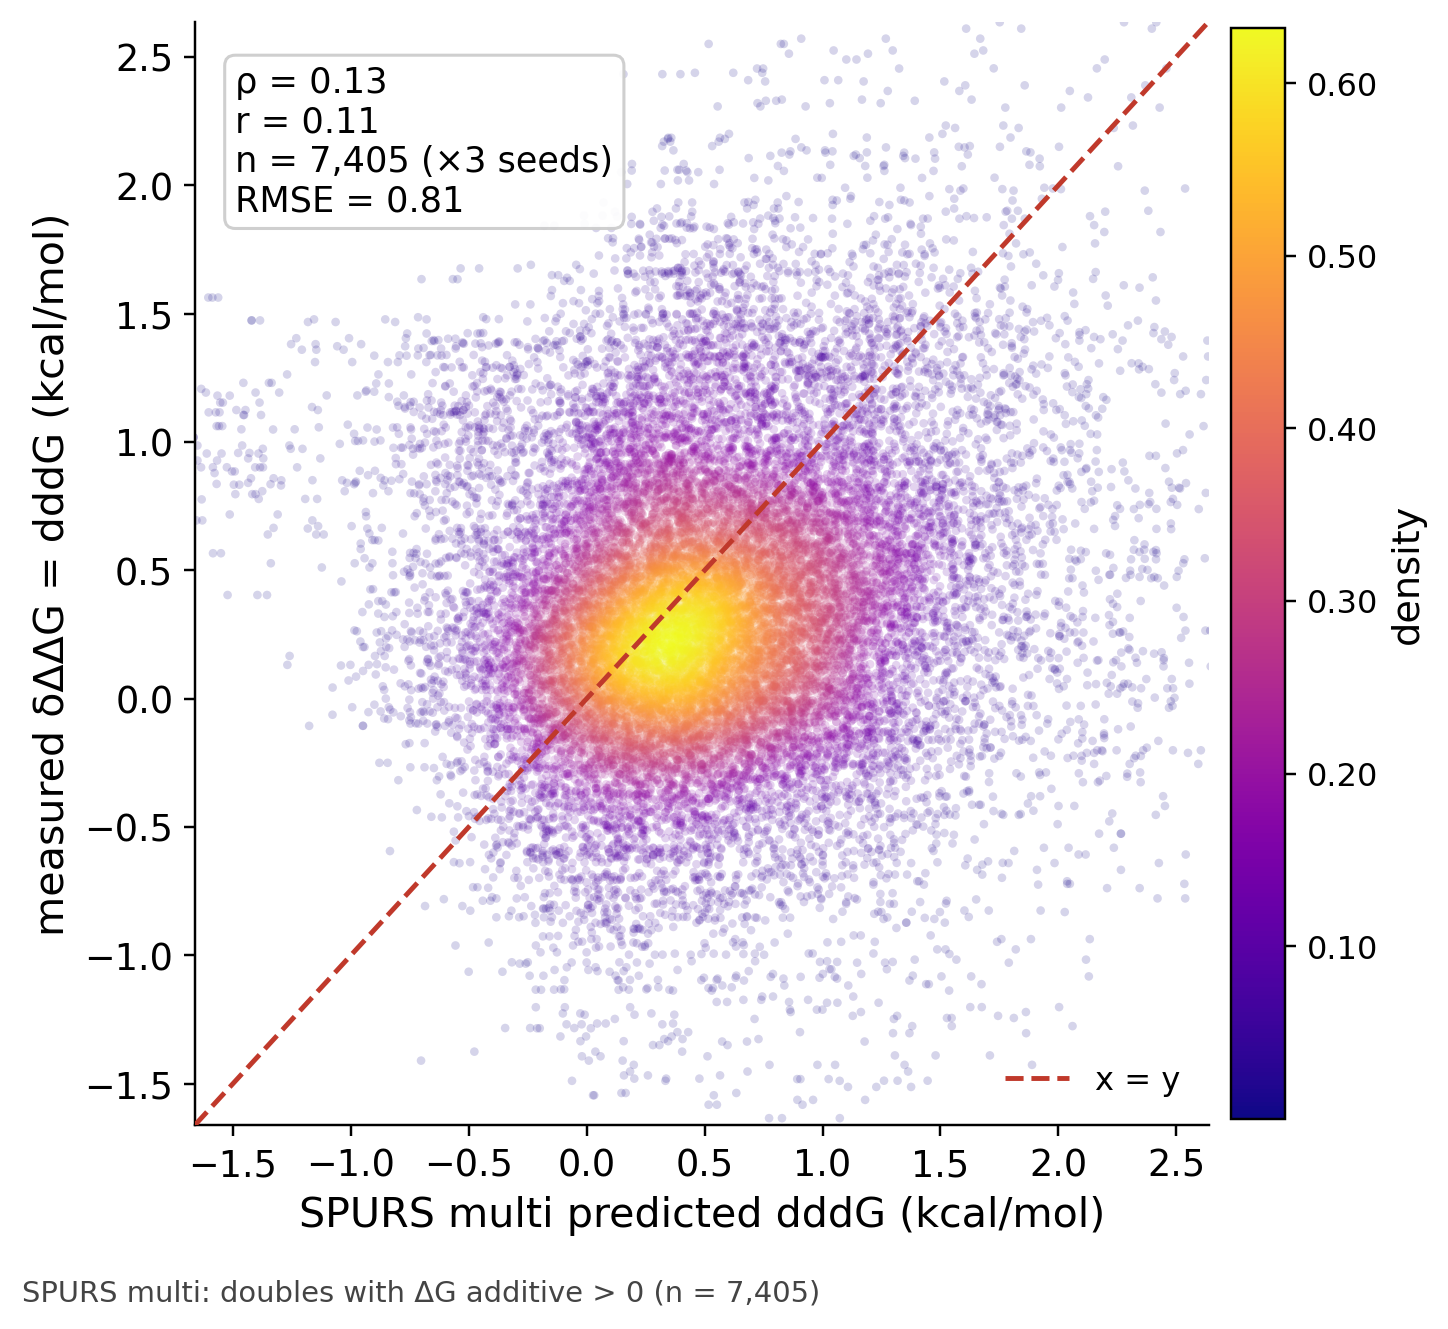 ρ = 0.13
r = 0.11
n = 7,405 (×3 seeds)
RMSE = 0.81
2.5
2.0
1.5
1.0
0.5
0.0
−0.5
−1.0
−1.5
measured δΔΔG = dddG (kcal/mol)
x = y
−1.5 −1.0 −0.5 0.0 0.5 1.0 1.5 2.0 2.5
SPURS multi predicted dddG (kcal/mol)
0.60
0.50
0.40
0.30
0.20
0.10
density
SPURS multi: doubles with ΔG additive > 0 (n = 7,405)